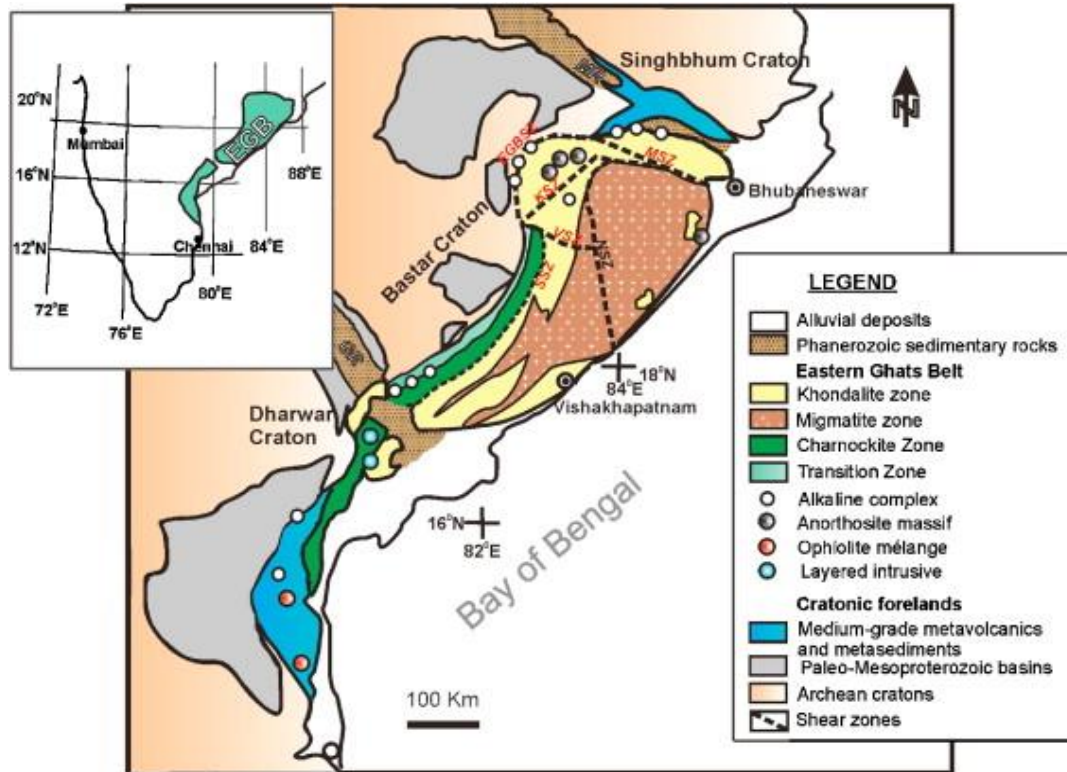 20°N
Mumbai
16°N
12°N
72°E
76°E
80°E
84°E
88°E
EGB
Chennai
Singhbhum Craton
N
EGBSZ
MSZ
KSZ
Bhubaneswar
Bastar Craton
VSZ
NSZ
SSZ
18°N
84°E
Vishakhapatnam
Dharwar
Craton
16°N
82°E
Bay of Bengal
100 Km
LEGEND
Alluvial deposits
Phanerozoic sedimentary rocks
Eastern Ghats Belt
Khondalite zone
Migmatite zone
Charnockite Zone
Transition Zone
Alkaline complex
Anorthosite massif
Ophiolite mélange
Layered intrusive
Cratonic forelands
Medium-grade metavolcanics
and metasediments
Paleo-Mesoproterozoic basins
Archean cratons
Shear zones